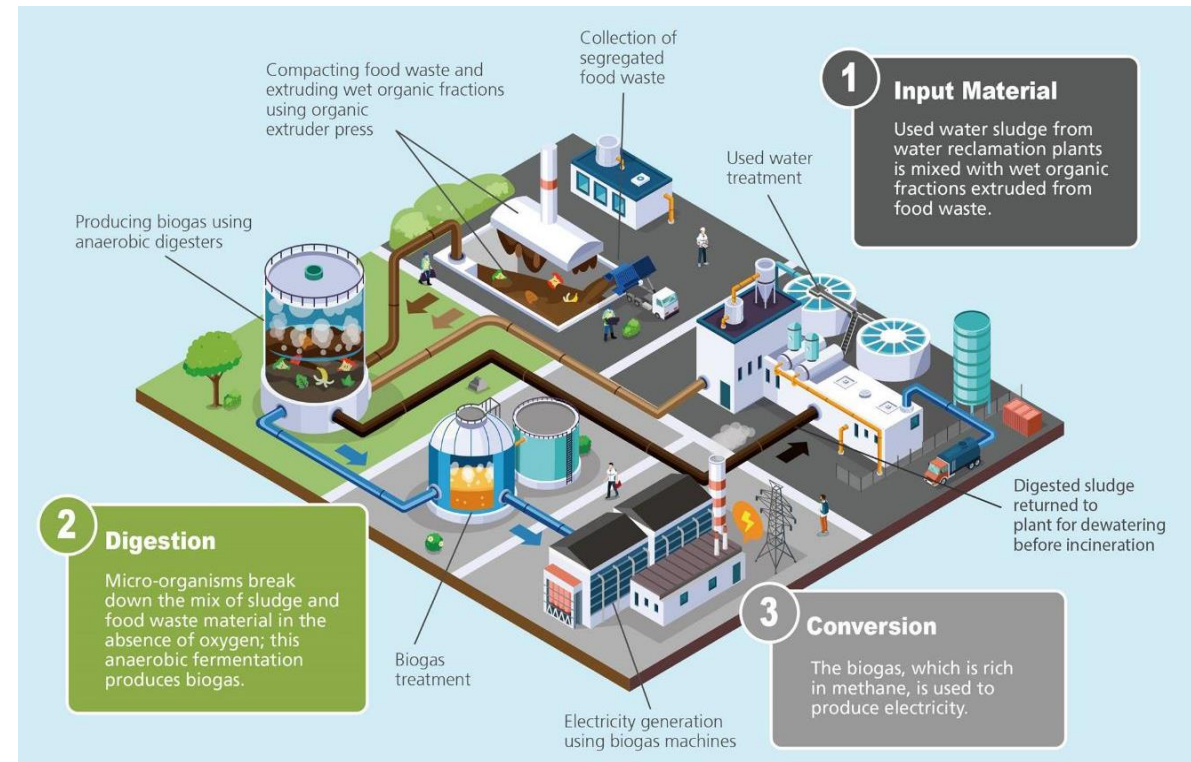 Collection of
segregated
food waste
Compacting food waste and
extruding wet organic fractions
using organic
extruder press
1
Input Material
Used water sludge from
water reclamation plants
is mixed with wet organic
fractions extruded from
food waste.
Used water
treatment
Producing biogas using
anaerobic digesters
Digested sludge
returned to
plant for dewatering
before incineration
2
Digestion
Micro-organisms break
down the mix of sludge and
food waste material in the
absence of oxygen; this
anaerobic fermentation
produces biogas.
Biogas
treatment
3
Conversion
The biogas, which is rich
in methane, is used to
produce electricity.
Electricity generation
using biogas machines